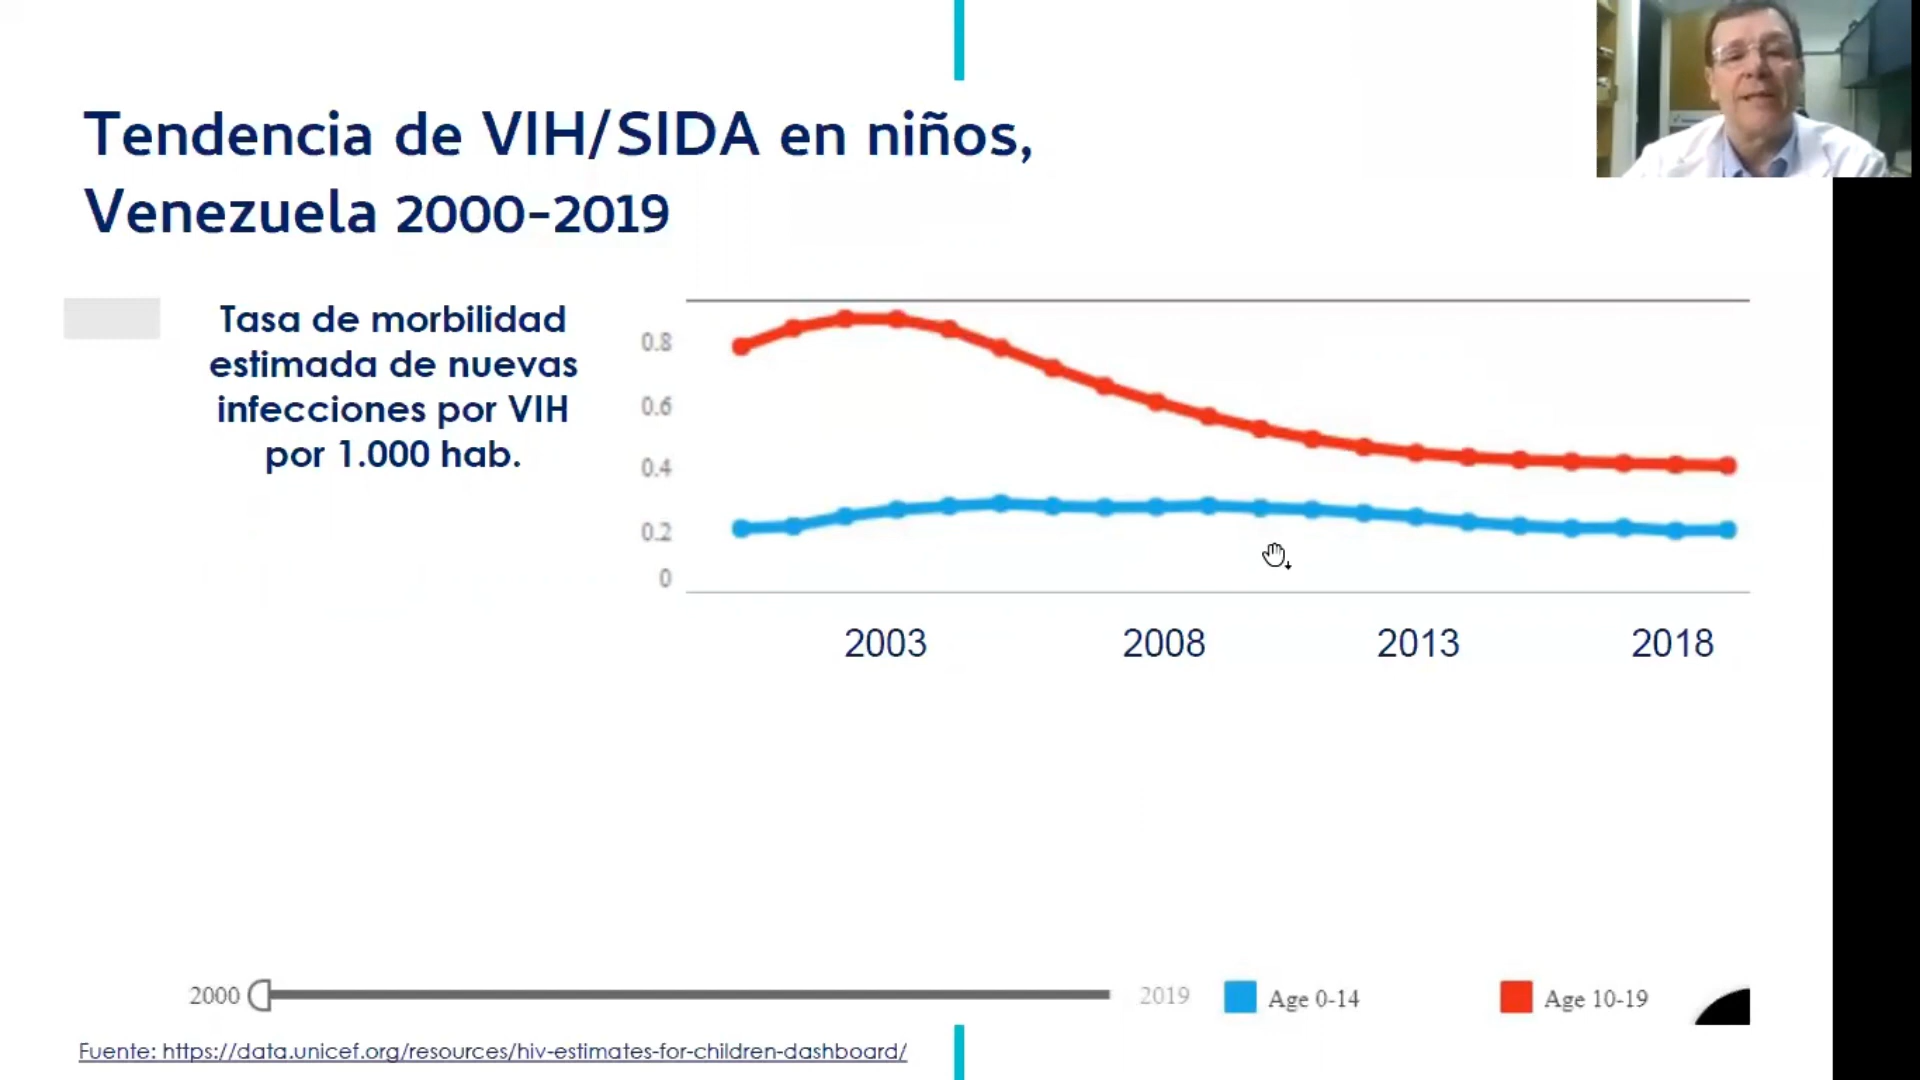 Tendencia de VIH/SIDA en niños,
Venezuela 2000-2019
Tasa de morbilidad
estimada de nuevas
infecciones por VIH
por 1.000 hab.
0.8
0.6
0.4
0.2
0
2003 2008 2013 2018
2000 2019 Age 0-14 Age 10-19
Fuente: https://data.unicef.org/resources/hiv-estimates-for-children-dashboard/